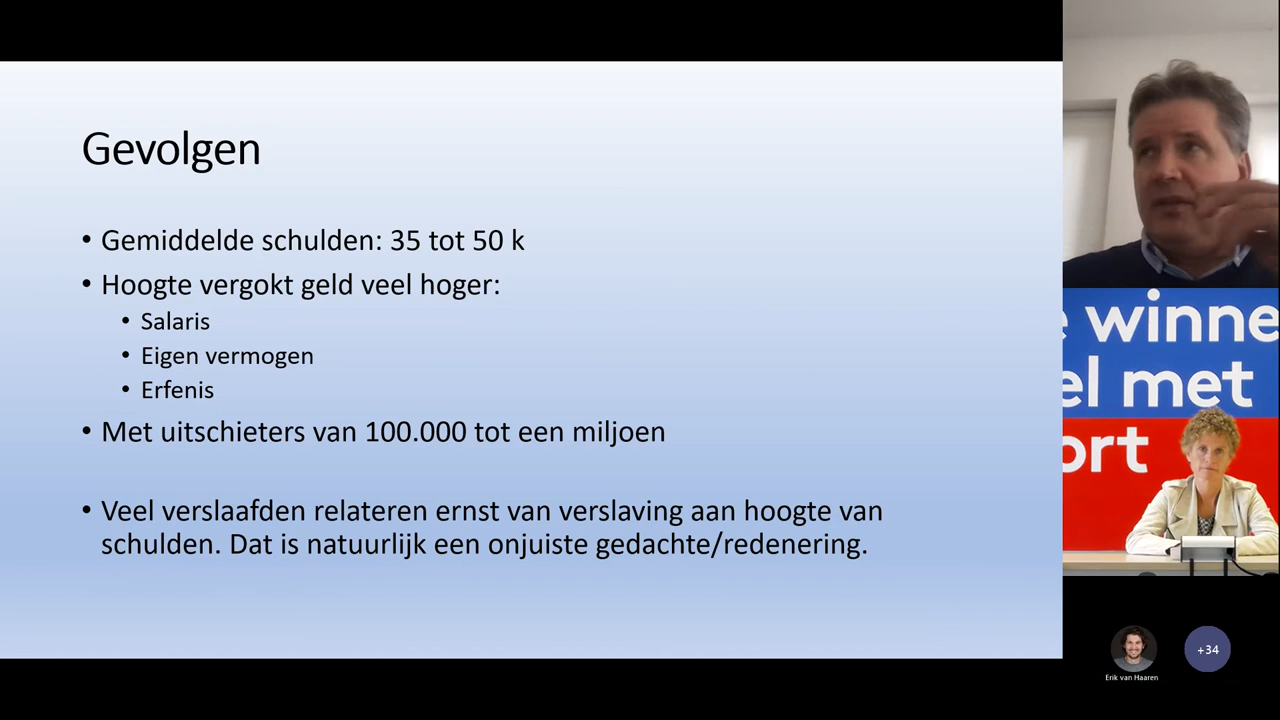 Gevolgen
• Gemiddelde schulden: 35 tot 50 k
• Hoogte vergokt geld veel hoger:
• Salaris
• Eigen vermogen
• Erfenis
• Met uitschieters van 100.000 tot een miljoen
• Veel verslaafden relateren ernst van verslaving aan hoogte van
schulden. Dat is natuurlijk een onjuiste gedachte/redenering.
e winne
el met
ort
Erik van Haaren
+34